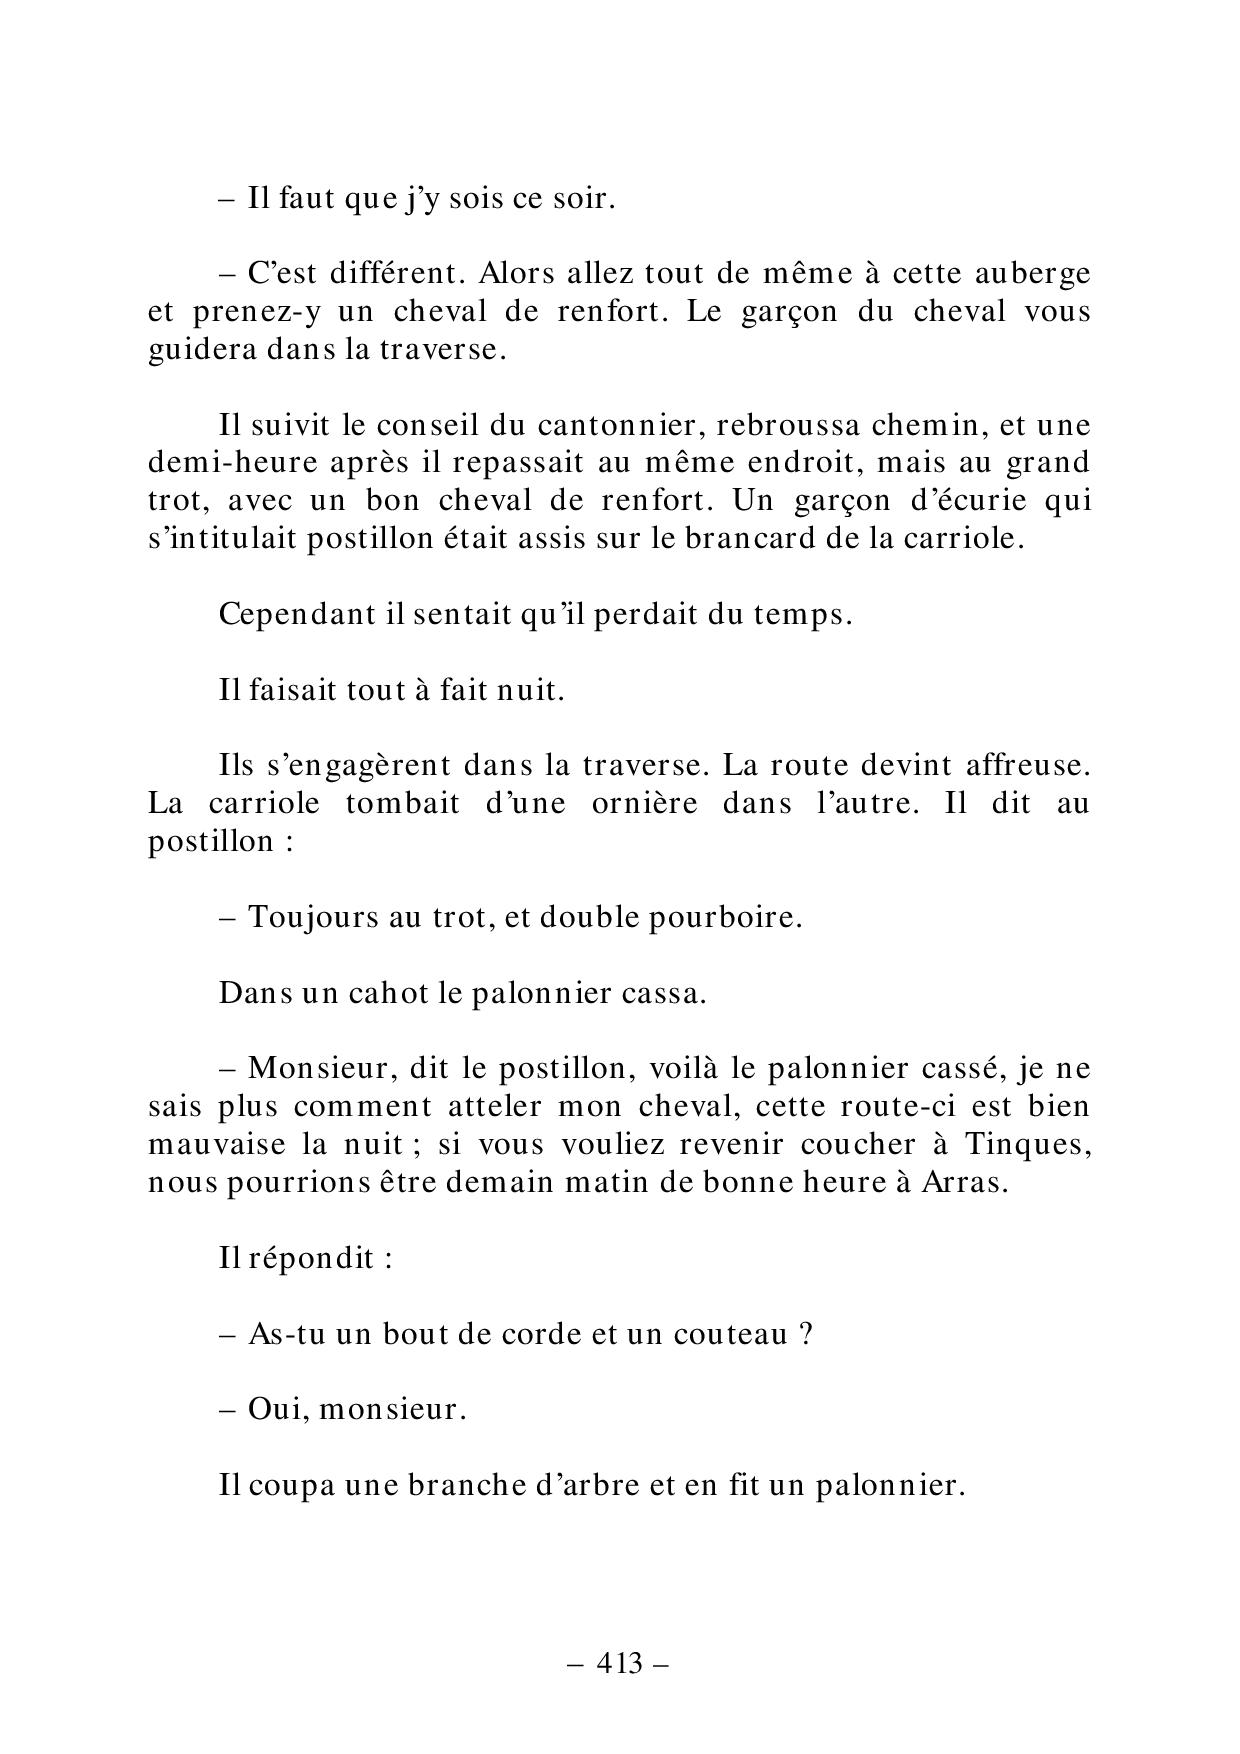 – Il faut que j’y sois ce soir.
– C’est différent. Alors allez tout de même à cette auberge
et prenez-y un cheval de renfort. Le garçon du cheval vous
guidera dans la traverse.
Il suivit le conseil du cantonnier, rebroussa chemin, et une
demi-heure après il repassait au même endroit, mais au grand
trot, avec un bon cheval de renfort. Un garçon d’écurie qui
s’intitulait postillon était assis sur le brancard de la carriole.
Cependant il sentait qu’il perdait du temps.
Il faisait tout à fait nuit.
Ils s’engagèrent dans la traverse. La route devint affreuse.
La carriole tombait d’une ornière dans l’autre. Il dit au
postillon :
– Toujours au trot, et double pourboire.
Dans un cahot le palonnier cassa.
– Monsieur, dit le postillon, voilà le palonnier cassé, je ne
sais plus comment atteler mon cheval, cette route-ci est bien
mauvaise la nuit ; si vous vouliez revenir coucher à Tinques,
nous pourrions être demain matin de bonne heure à Arras.
Il répondit :
– As-tu un bout de corde et un couteau ?
– Oui, monsieur.
Il coupa une branche d’arbre et en fit un palonnier.
– 413 –